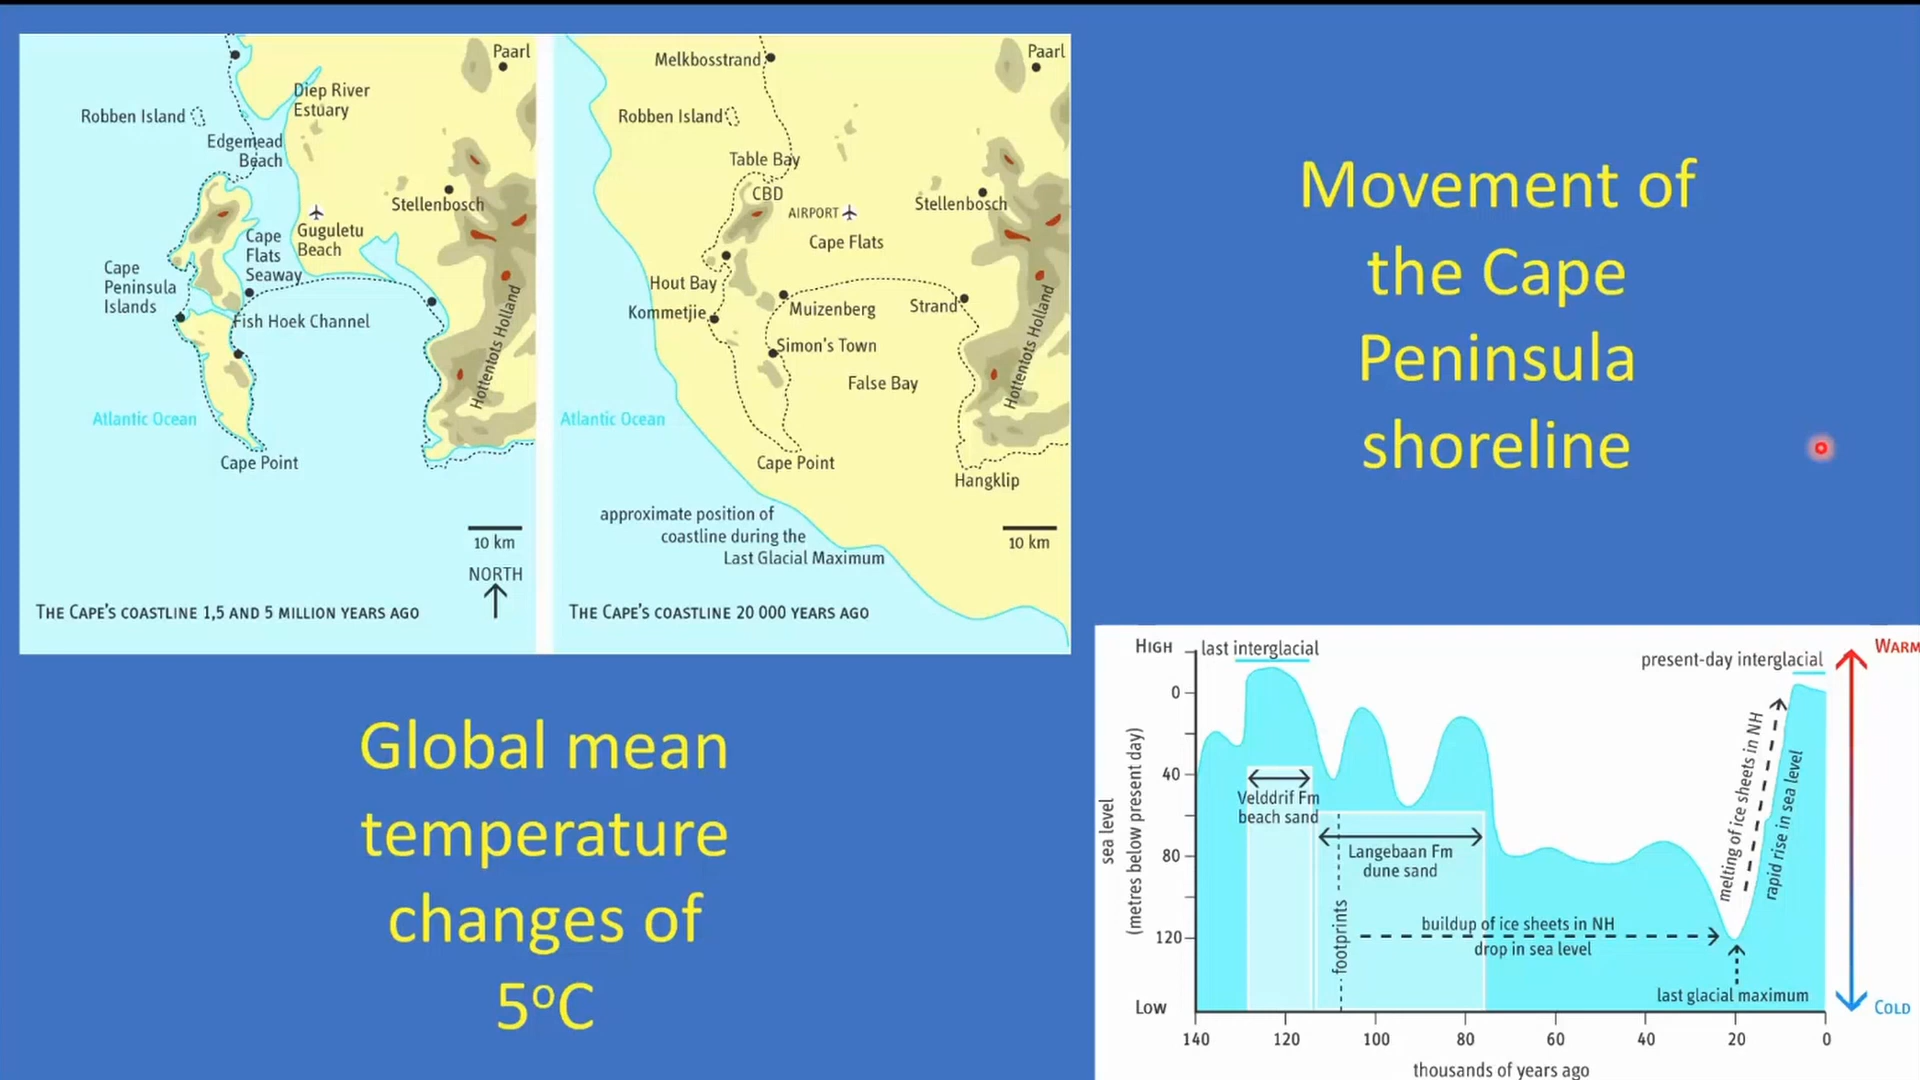 Paarl
Diep River
Estuary
Robben Island
Edgemead
Beach
Stellenbosch
Guguletu
Beach
Cape
Flats
Seaway
Cape
Peninsula
Islands
Fish Hoek Channel
Hottentots Holland
Atlantic Ocean
Cape Point
10 km
NORTH
THE CAPE'S COASTLINE 1,5 AND 5 MILLION YEARS AGO
Melkbosstrand
Paarl
Robben Island
Table Bay
CBD
AIRPORT
Stellenbosch
Cape Flats
Hout Bay
Kommetjie
Muizenberg
Strand
Simon's Town
False Bay
Hottentots Holland
Atlantic Ocean
Cape Point
Hangklip
approximate position of
coastline during the
Last Glacial Maximum
10 km
THE CAPE'S COASTLINE 20 000 YEARS AGO
Movement of
the Cape
Peninsula
shoreline
Global mean
temperature
changes of
5°C
HIGH
last interglacial
present-day interglacial
WARM
0
40
80
120
LOW
sea level
(metres below present day)
Velddrif Fm
beach sand
Langebaan Fm
dune sand
footprints
buildup of ice sheets in NH
drop in sea level
melting of ice sheets in NH
rapid rise in sea level
last glacial maximum
COLD
140 120 100 80 60 40 20 0
thousands of years ago